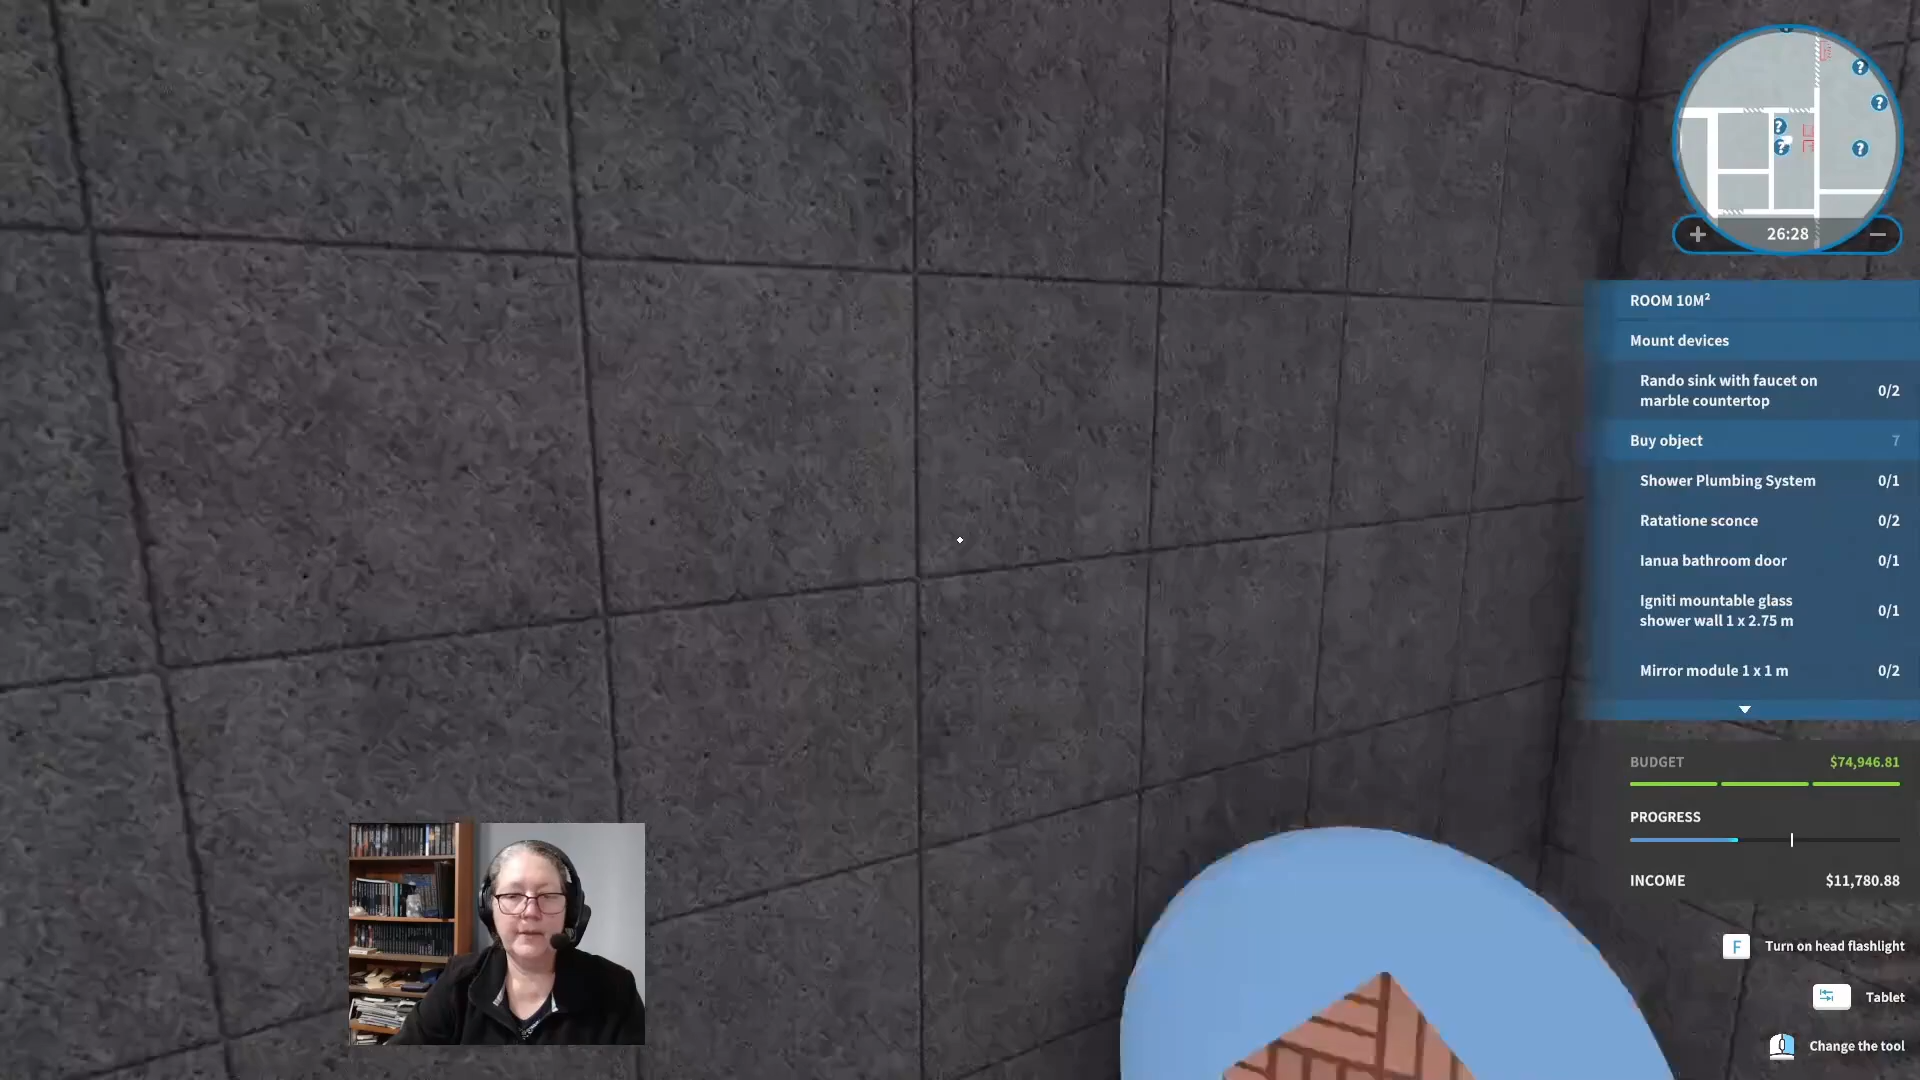 26:28
ROOM 10M²
Mount devices
Rando sink with faucet on
marble countertop
0/2
Buy object 7
Shower Plumbing System 0/1
Ratatione sconce 0/2
Ianua bathroom door 0/1
Igniti mountable glass
shower wall 1 x 2.75 m
0/1
Mirror module 1 x 1 m 0/2
BUDGET $74,946.81
PROGRESS
INCOME $11,780.88
F Turn on head flashlight
Tablet
Change the tool